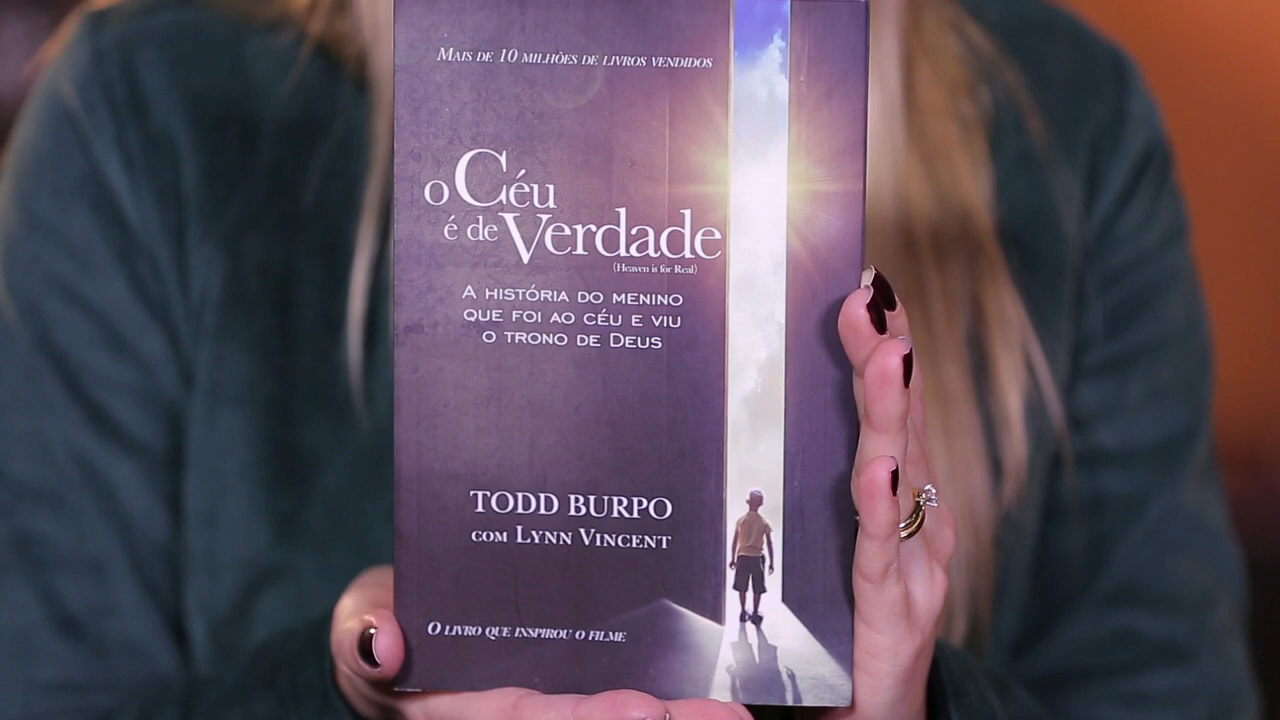 Mais de 10 milhões de livros vendidos
o Céu
é de Verdade
(Heaven is for Real)
A história do menino
que foi ao céu e viu
o trono de Deus
TODD BURPO
com Lynn Vincent
O livro que inspirou o filme